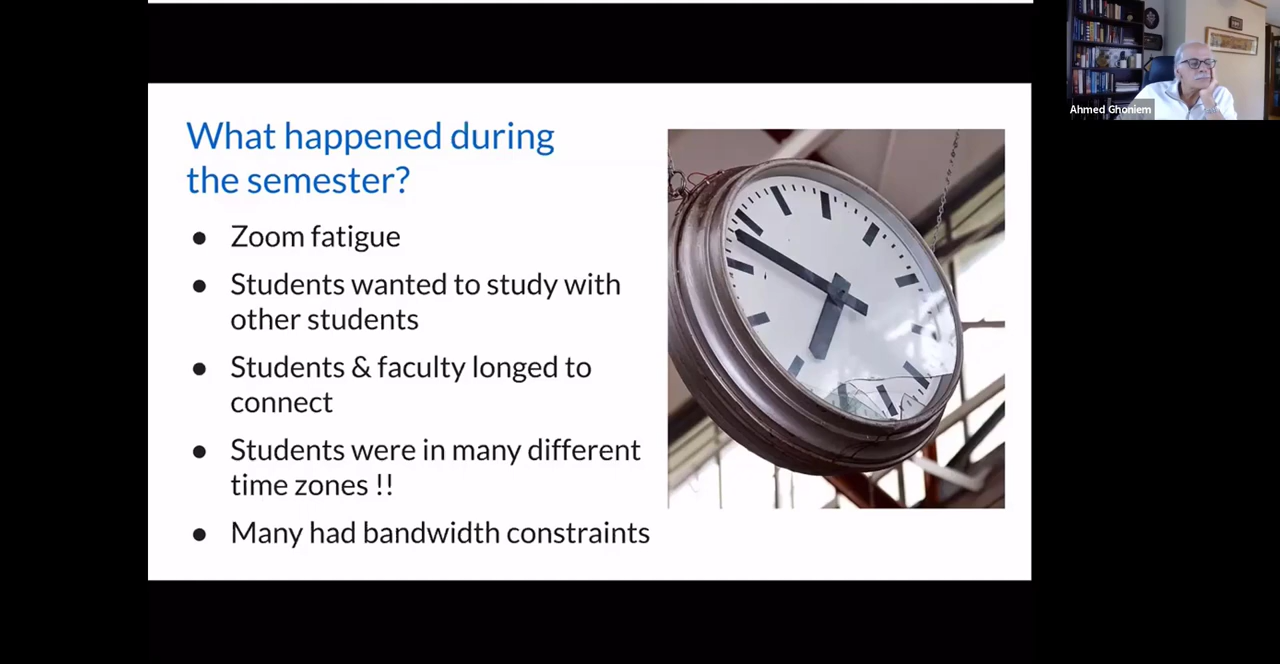 Ahmed Ghoniem
What happened during
the semester?
● Zoom fatigue
● Students wanted to study with
other students
● Students & faculty longed to
connect
● Students were in many different
time zones !!
● Many had bandwidth constraints